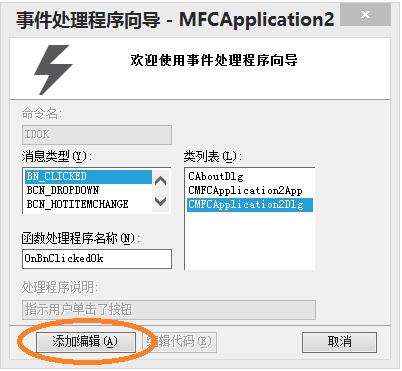 事件处理程序向导 - MFCApplication2
欢迎使用事件处理程序向导
命令名:
IDOK
消息类型(Y):
BN_CLICKED
BCN_DROPDOWN
BCN_HOTITEMCHANGE
类列表(L):
CAboutDlg
CMFCApplication2App
CMFCApplication2Dlg
函数处理程序名称(N):
OnBnClickedOk
处理程序说明:
指示用户单击了按钮
添加编辑(A)
编辑代码(E)
取消